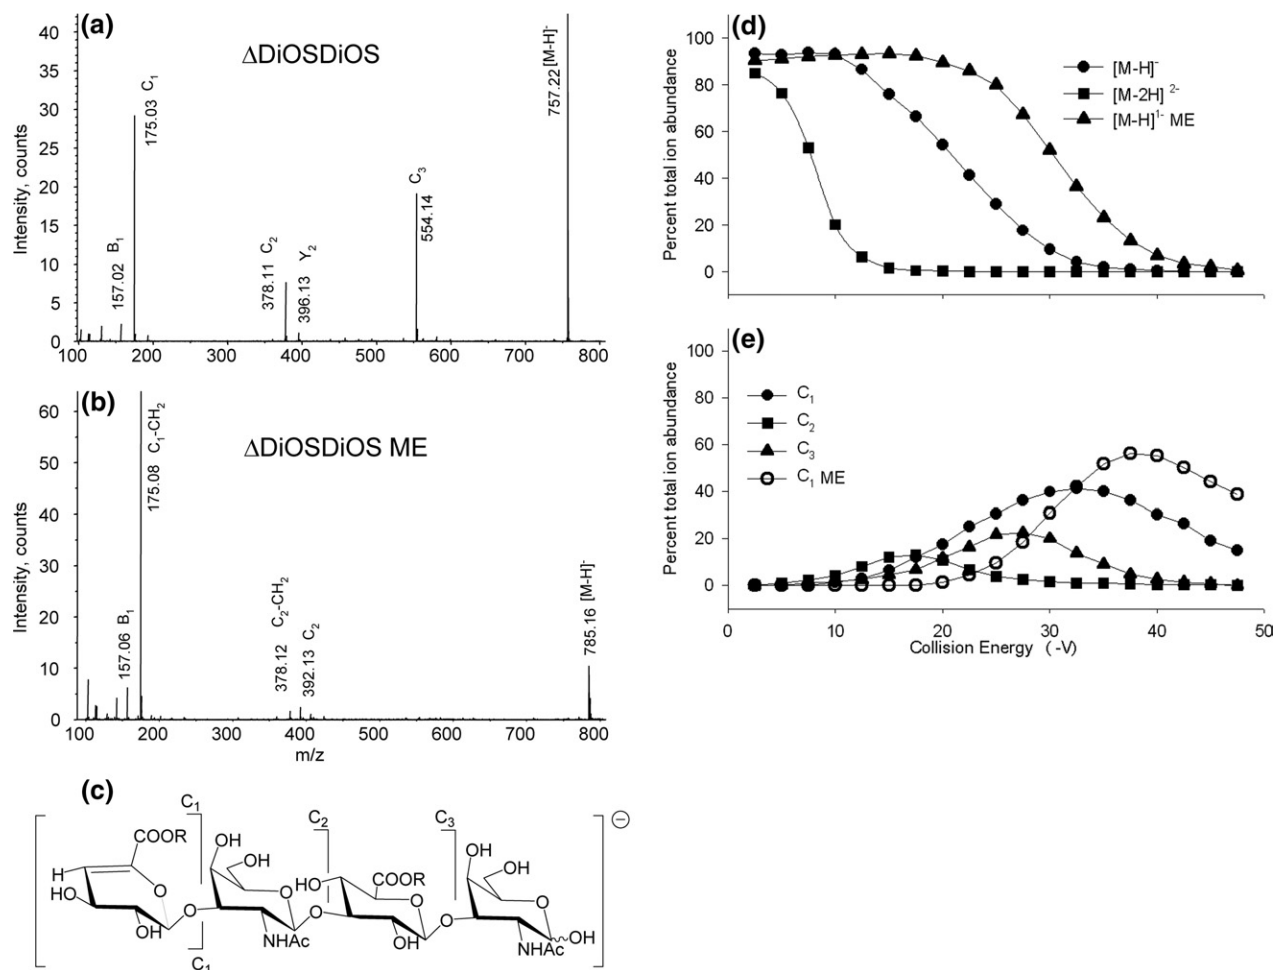 (a)
ΔDiOSDiOS
Intensity, counts
40
35
30
25
20
15
10
5
0
157.02 B₁
175.03 C₁
378.11 C₂
396.13 Y₂
C₃
554.14
757.22 [M-H]⁻
100 200 300 400 500 600 700 800
(b)
ΔDiOSDiOS ME
Intensity, counts
60
50
40
30
20
10
0
157.06 B₁
175.08 C₁-CH₂
378.12 C₂-CH₂
392.13 C₂
785.16 [M-H]⁻
100 200 300 400 500 600 700 800
m/z
(c)
C₁ C₂ C₃
COOR OH OH OH COOR OH OH
H O O HO O O
HO OH O NHAc O OH O NHAc OH
C₁
(d)
Percent total ion abundance
100
80
60
40
20
0
[M-H]⁻
[M-2H] ²⁻
[M-H]¹⁻ ME
(e)
Percent total ion abundance
100
80
60
40
20
0
C₁
C₂
C₃
C₁ ME
0 10 20 30 40 50
Collision Energy (-V)